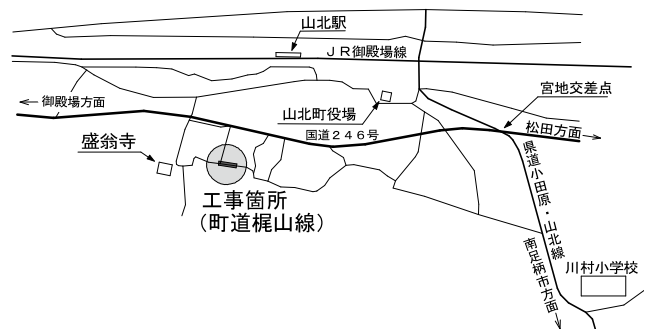 山北駅
JR御殿場線
御殿場方面
山北町役場
宮地交差点
国道246号
松田方面
盛翁寺
工事箇所
(町道梶山線)
県道小田原・山北線
南足柄市方面
川村小学校